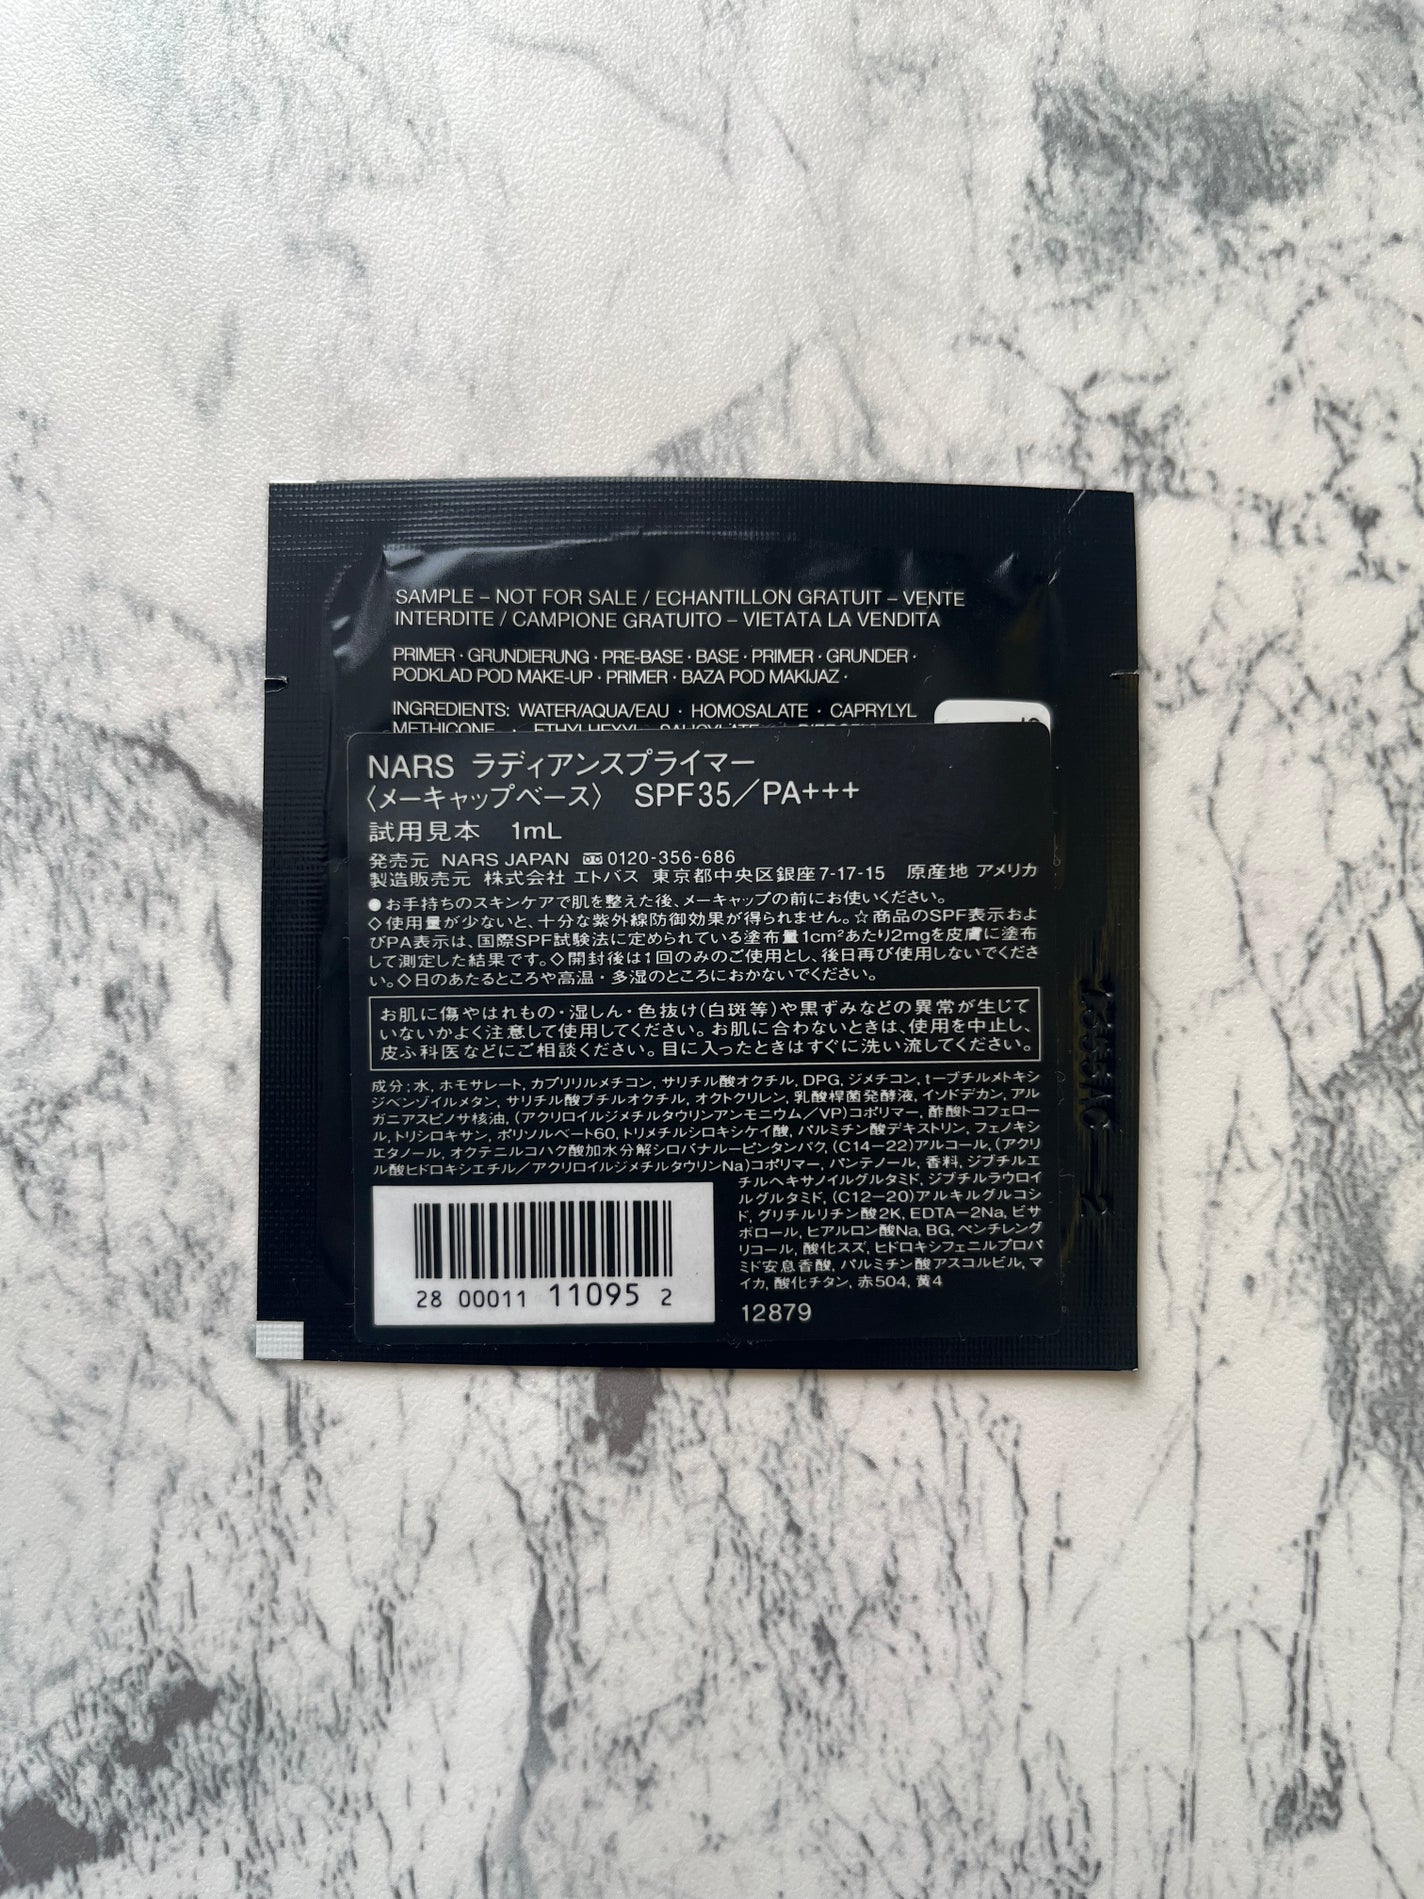 SAMPLE – NOT FOR SALE / ECHANTILLON GRATUIT – VENTE
INTERDITE / CAMPIONE GRATUITO – VIETATA LA VENDITA
PRIMER · GRUNDIERUNG · PRE-BASE · BASE · PRIMER · GRUNDER ·
PODKLAD POD MAKE-UP · PRIMER · BAZA POD MAKIJAZ ·
INGREDIENTS: WATER/AQUA/EAU · HOMOSALATE · CAPRYLYL
METHICONE · ETHYLHEXYL SALICYLATE
NARS ラディアンスプライマー
〈メーキャップベース〉 SPF35／PA+++
試用見本 1mL
発売元 NARS JAPAN 0120-356-686
製造販売元 株式会社 エトバス 東京都中央区銀座7-17-15 原産地 アメリカ
●お手持ちのスキンケアで肌を整えた後、メーキャップの前にお使いください。
◇使用量が少ないと、十分な紫外線防御効果が得られません。☆商品のSPF表示およ
びPA表示は、国際SPF試験法に定められている塗布量1cm²あたり2mgを皮膚に塗布
して測定した結果です。◇開封後は1回のみのご使用とし、後日再び使用しないでくださ
い。◇日のあたるところや高温・多湿のところにおかないでください。
お肌に傷やはれもの・湿しん・色抜け(白斑等)や黒ずみなどの異常が生じて
いないかよく注意して使用してください。お肌に合わないときは、使用を中止し、
皮ふ科医などにご相談ください。目に入ったときはすぐに洗い流してください。
成分:水, ホモサレート, カプリリルメチコン, サリチル酸オクチル, DPG, ジメチコン, t－ブチルメトキシ
ジベンゾイルメタン, サリチル酸ブチルオクチル, オクトクリレン, 乳酸桿菌発酵液, イソドデカン, アル
ガニアスピノサ核油, (アクリロイルジメチルタウリンアンモニウム／VP)コポリマー, 酢酸トコフェロー
ル, トリシロキサン, ポリソルベート60, トリメチルシロキシケイ酸, パルミチン酸デキストリン, フェノキシ
エタノール, オクテニルコハク酸加水分解シロバナルーピンタンパク, (C14－22)アルコール, (アクリ
ル酸ヒドロキシエチル／アクリロイルジメチルタウリンNa)コポリマー, パンテノール, 香料, ジブチルエ
チルヘキサノイルグルタミド, ジブチルラウロイ
ルグルタミド, (C12－20)アルキルグルコシ
ド, グリチルリチン酸2K, EDTA－2Na, ビサ
ボロール, ヒアルロン酸Na, BG, ペンチレング
リコール, 酸化スズ, ヒドロキシフェニルプロパ
ミド安息香酸, パルミチン酸アスコルビル, マ
イカ, 酸化チタン, 赤504, 黄4
28 00011 11095 2
12879